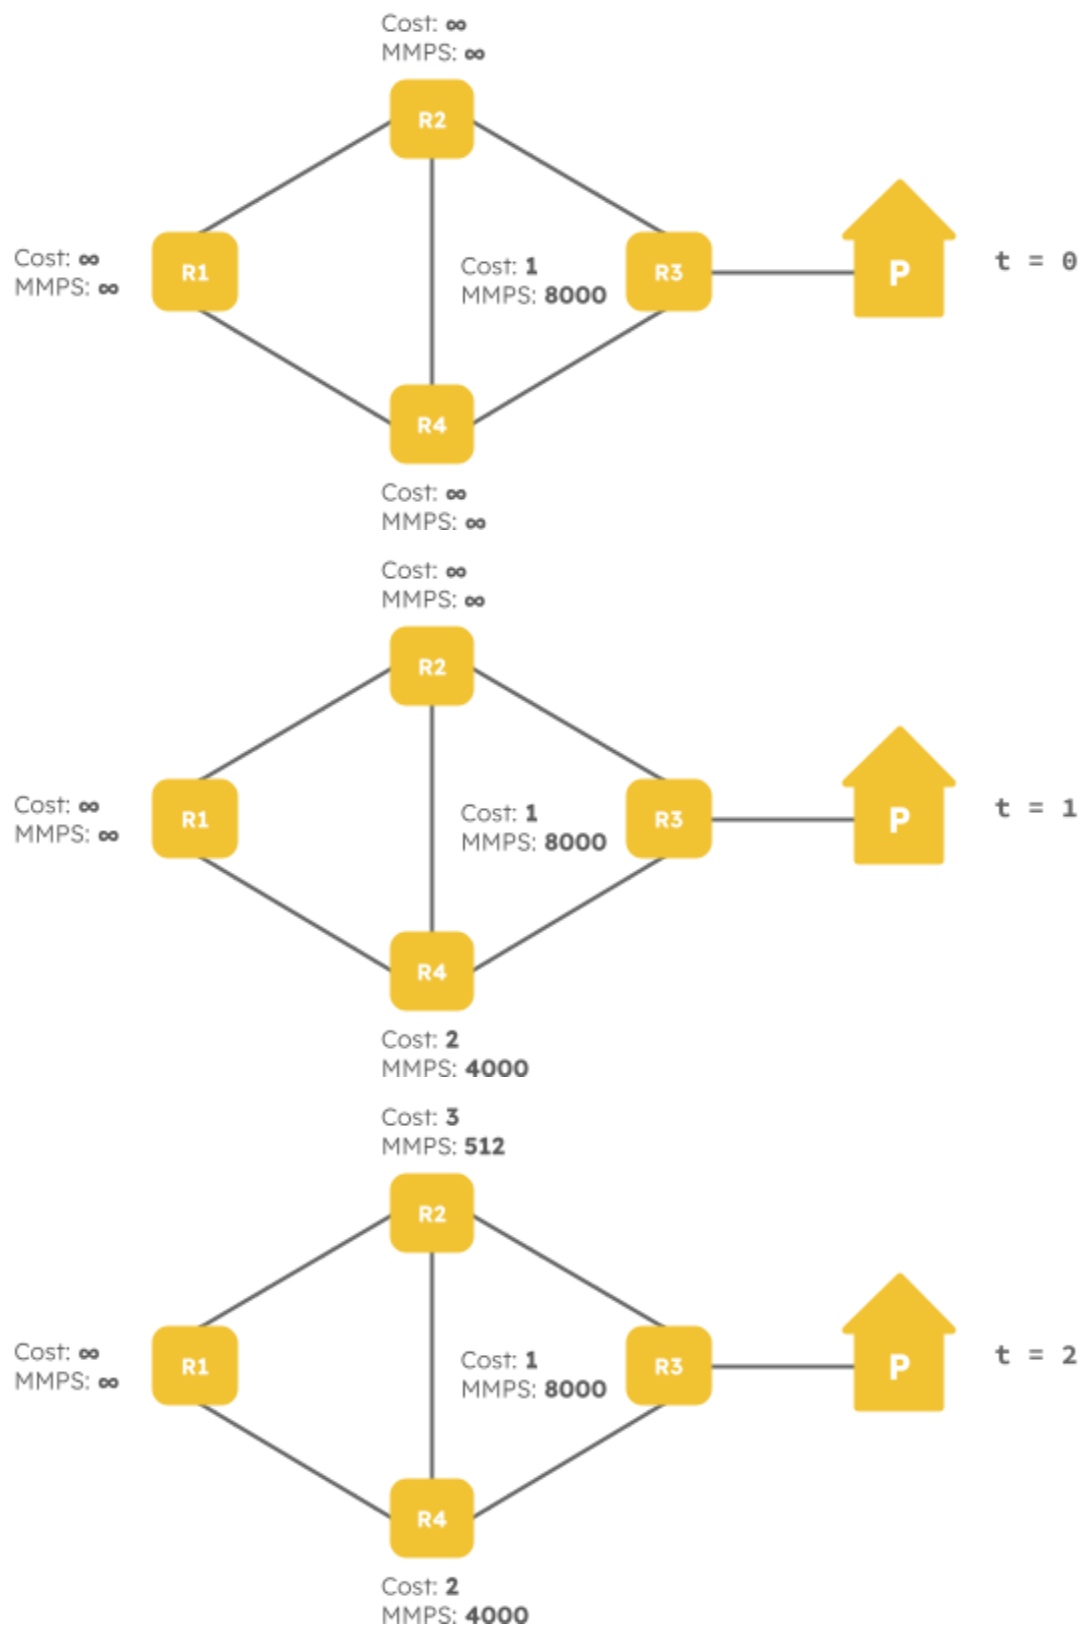 Cost: ∞
MMPS: ∞
R2
Cost: ∞
MMPS: ∞
R1
Cost: 1
MMPS: 8000
R3
P
t = 0
R4
Cost: ∞
MMPS: ∞
Cost: ∞
MMPS: ∞
R2
Cost: ∞
MMPS: ∞
R1
Cost: 1
MMPS: 8000
R3
P
t = 1
R4
Cost: 2
MMPS: 4000
Cost: 3
MMPS: 512
R2
Cost: ∞
MMPS: ∞
R1
Cost: 1
MMPS: 8000
R3
P
t = 2
R4
Cost: 2
MMPS: 4000